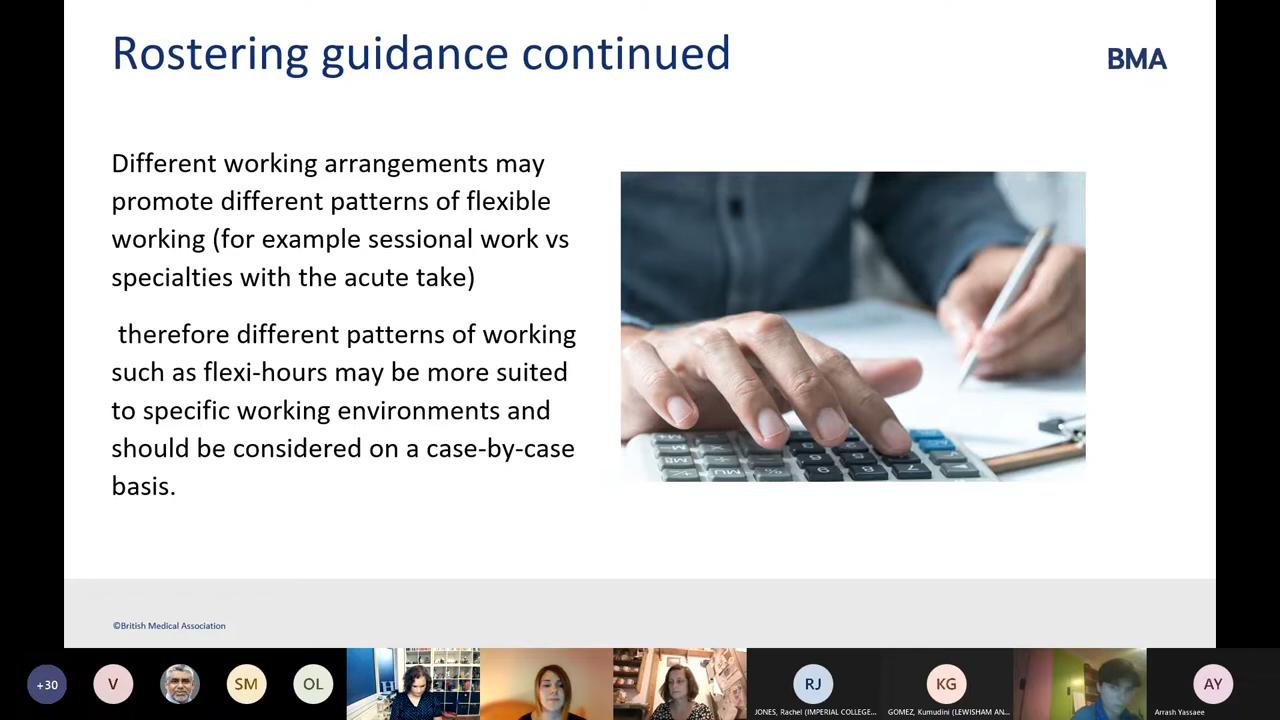 Rostering guidance continued
BMA
Different working arrangements may
promote different patterns of flexible
working (for example sessional work vs
specialties with the acute take)
therefore different patterns of working
such as flexi-hours may be more suited
to specific working environments and
should be considered on a case-by-case
basis.
©British Medical Association
+30
V
SM
OL
RJ
JONES, Rachel (IMPERIAL COLLEGE...
KG
GOMEZ, Kumudini (LEWISHAM AN...
AY
Arrash Yassaee